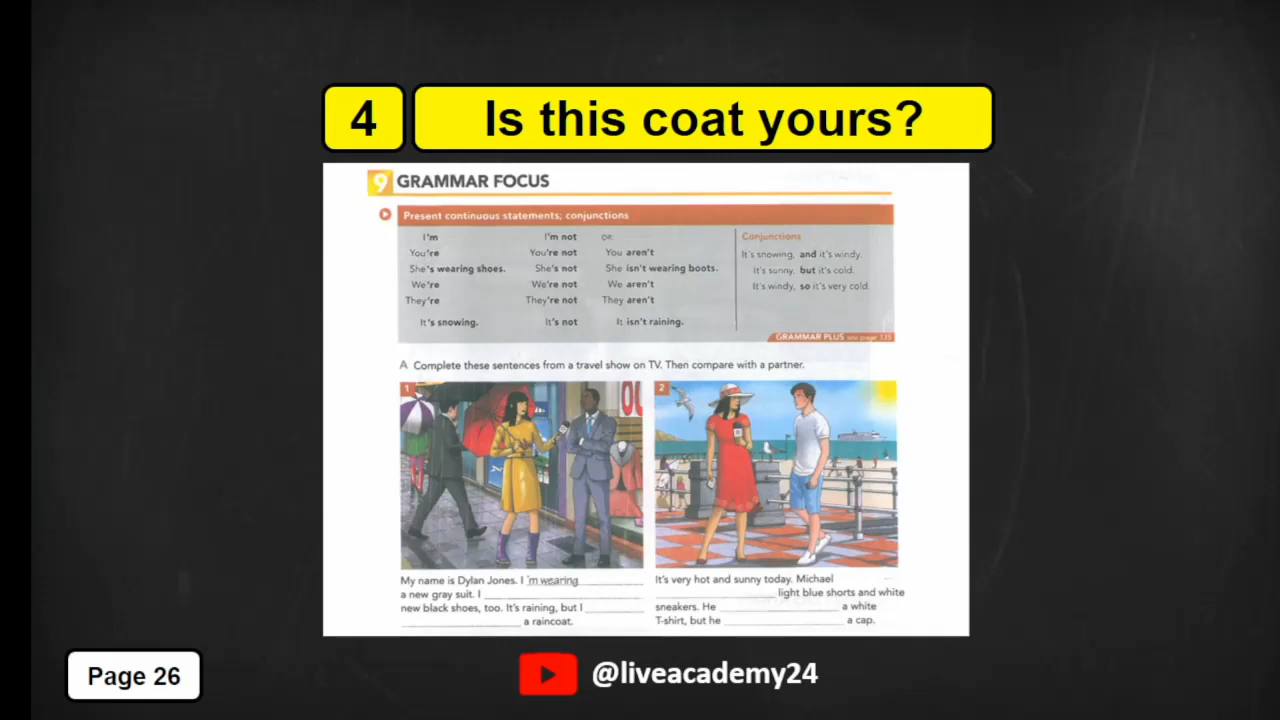 4 Is this coat yours?
9 GRAMMAR FOCUS
Present continuous statements; conjunctions
I'm I'm not OR: Conjunctions
You're You're not You aren't It's snowing, and it's windy.
She's wearing shoes. She's not She isn't wearing boots. It's sunny, but it's cold.
We're We're not We aren't It's windy, so it's very cold.
They're They're not They aren't
It's snowing. It's not It isn't raining.
GRAMMAR PLUS see page 135
A Complete these sentences from a travel show on TV. Then compare with a partner.
1
2
My name is Dylan Jones. I 'm wearing
a new gray suit. I
new black shoes, too. It's raining, but I
a raincoat.
It's very hot and sunny today. Michael
light blue shorts and white
sneakers. He a white
T-shirt, but he a cap.
Page 26
@liveacademy24